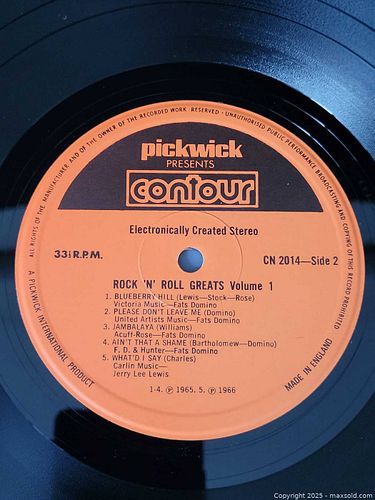 ALL RIGHTS OF THE MANUFACTURER AND OF THE OWNER OF THE RECORDED WORK RESERVED · UNAUTHORISED PUBLIC PERFORMANCE BROADCASTING AND COPYING OF THIS RECORD PROHIBITED
pickwick
PRESENTS
contour
Electronically Created Stereo
33⅓ R.P.M.
CN 2014—Side 2
ROCK 'N' ROLL GREATS Volume 1
1. BLUEBERRY HILL (Lewis—Stock—Rose)
Victoria Music—Fats Domino
2. PLEASE DON'T LEAVE ME (Domino)
United Artists Music—Fats Domino
3. JAMBALAYA (Williams)
Acuff-Rose—Fats Domino
4. AIN'T THAT A SHAME (Bartholomew—Domino)
F. D. & Hunter—Fats Domino
5. WHAT'D I SAY (Charles)
Carlin Music—
Jerry Lee Lewis
1-4. ℗ 1965. 5. ℗ 1966
A PICKWICK INTERNATIONAL PRODUCT
MADE IN ENGLAND
Copyright 2025 - maxsold.com